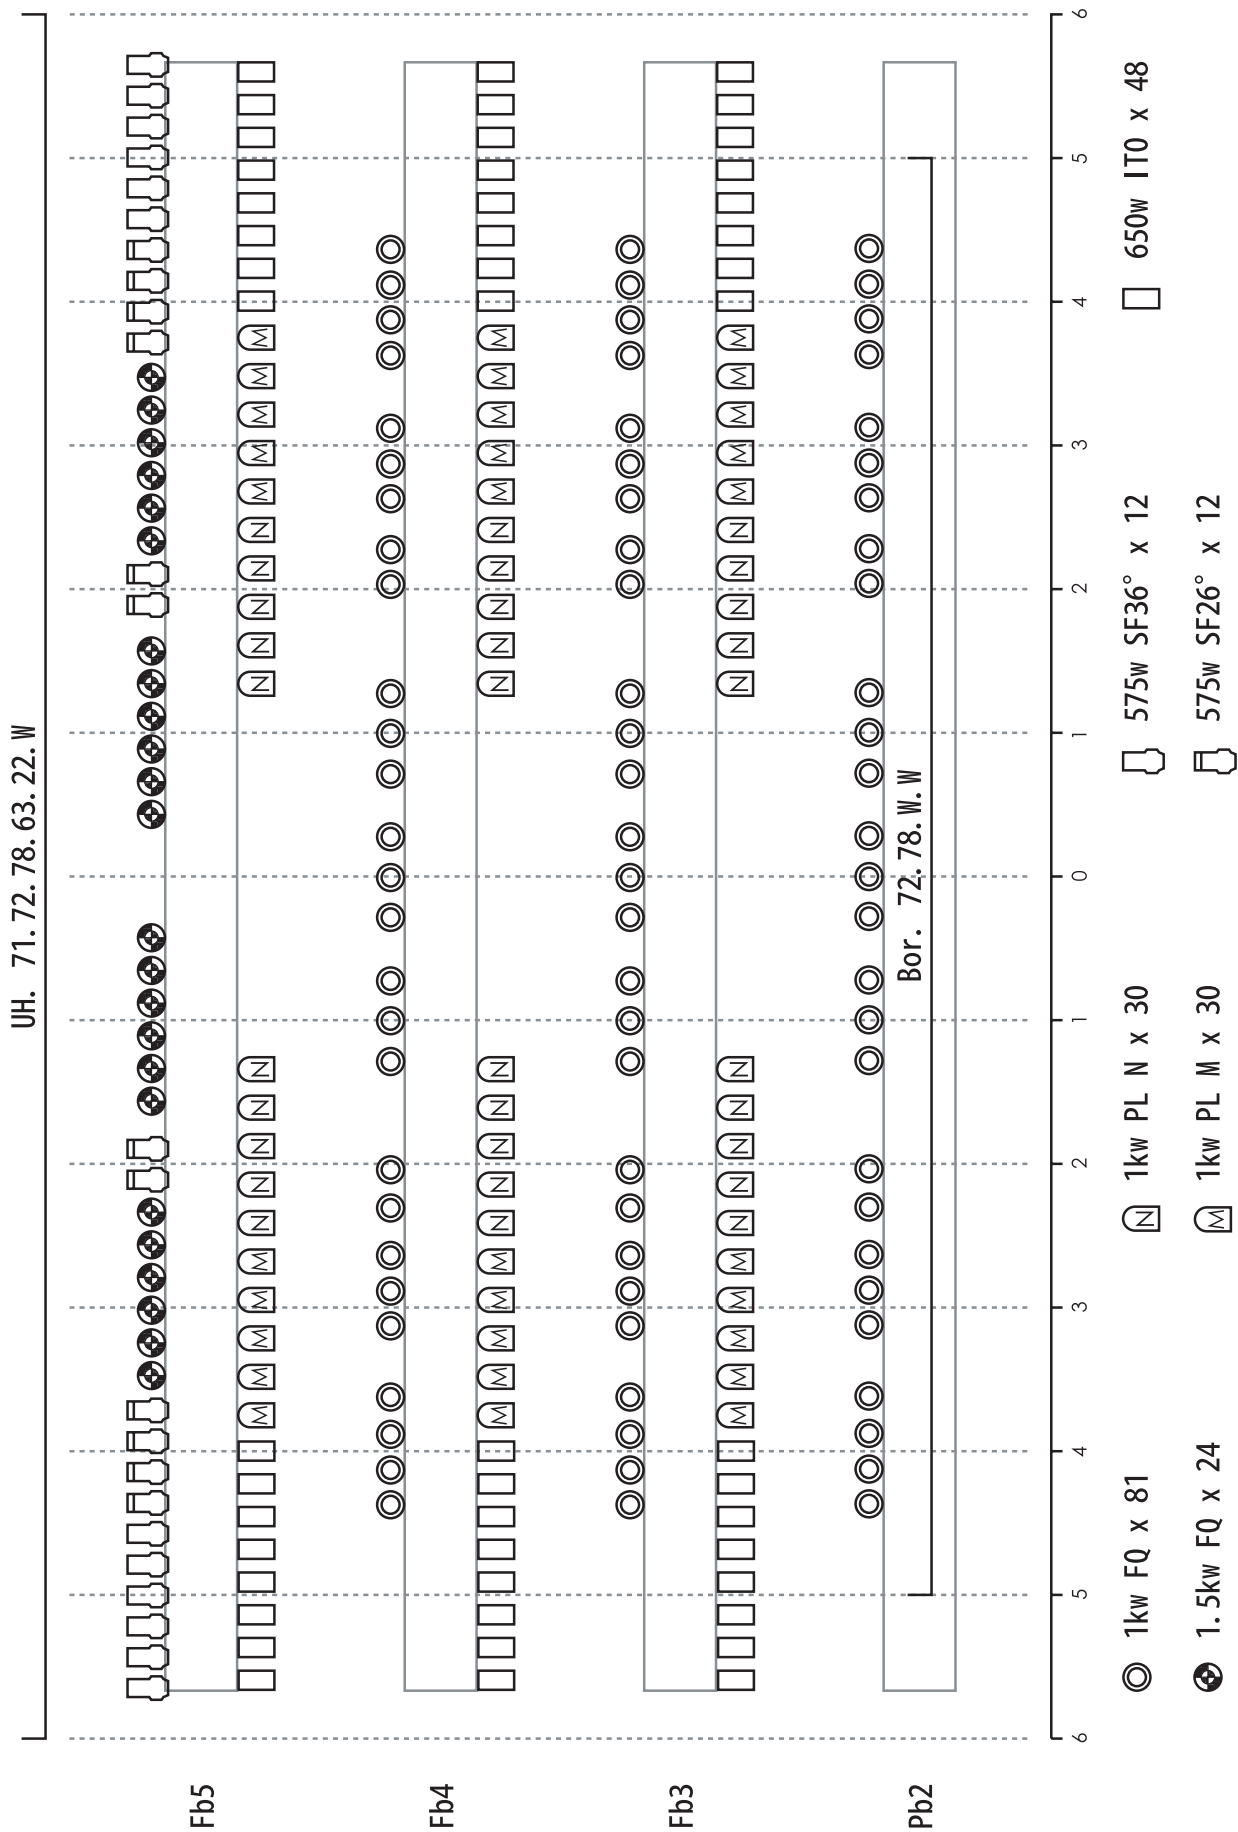 UH. 71.72.78.63.22.W
Fb5
M M M M M N N N N N N N N N N M M M M M
Fb4
M M M M M N N N N N N N N N N M M M M M
Fb3
M M M M M N N N N N N N N N N M M M M M
Bor. 72.78.W.W
Pb2
6 5 4 3 2 1 0 1 2 3 4 5 6
1kw FQ x 81
N 1kw PL N x 30
575w SF36° x 12
650w ITO x 48
1.5kw FQ x 24
M 1kw PL M x 30
575w SF26° x 12